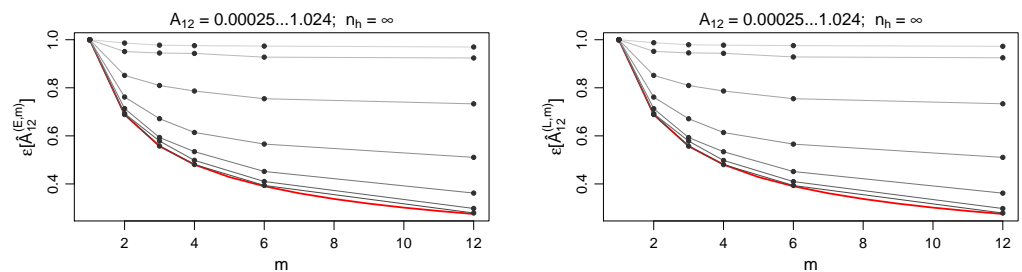 A₁₂ = 0.00025...1.024; n_h = ∞
ε[Â₁₂^(E,m)]
1.0
0.8
0.6
0.4
2 4 6 8 10 12
m
A₁₂ = 0.00025...1.024; n_h = ∞
ε[Â₁₂^(L,m)]
1.0
0.8
0.6
0.4
2 4 6 8 10 12
m